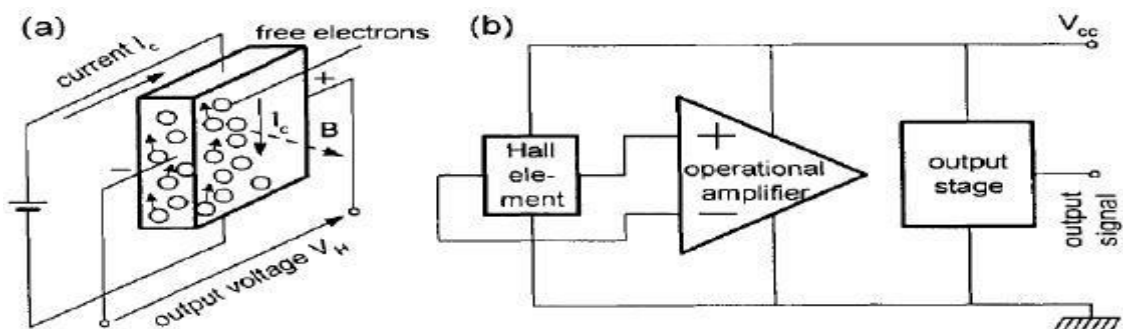 (a)
current I_c
free electrons
+
I_c
B
−
output voltage V_H
(b)
V_cc
Hall
ele-
ment
+
operational
amplifier
−
output
stage
output
signal